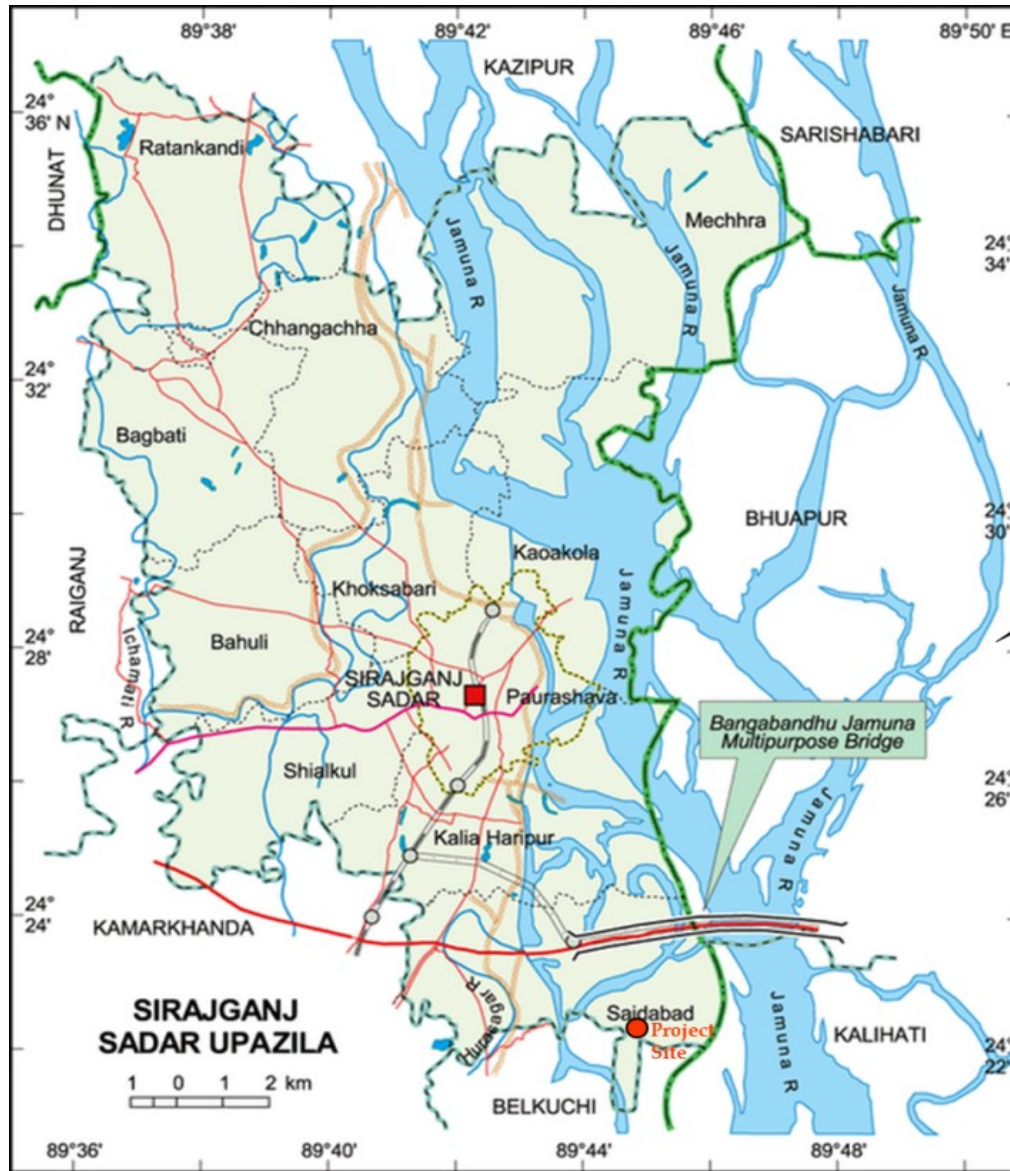 89°38'
89°42'
89°46'
89°50' E
KAZIPUR
24°
36' N
SARISHABARI
Ratankandi
DHUNAT
Mechhra
Jamuna R
Jamuna R
24°
34'
Jamuna R
Chhangachha
24°
32'
Bagbati
BHUAPUR
24°
30'
Kaoakola
Jamuna R
Khoksabari
RAIGANJ
24°
28'
Bahuli
Ichamati R
SIRAJGANJ
SADAR
Paurashava
Bangabandhu Jamuna
Multipurpose Bridge
Shialkul
24°
26'
Jamuna R
Kalia Haripur
24°
24'
KAMARKHANDA
SIRAJGANJ
SADAR UPAZILA
Hurasagar R
Saidabad
Project
Site
Jamuna R
KALIHATI
24°
22'
1 0 1 2 km
BELKUCHI
89°36'
89°40'
89°44'
89°48'